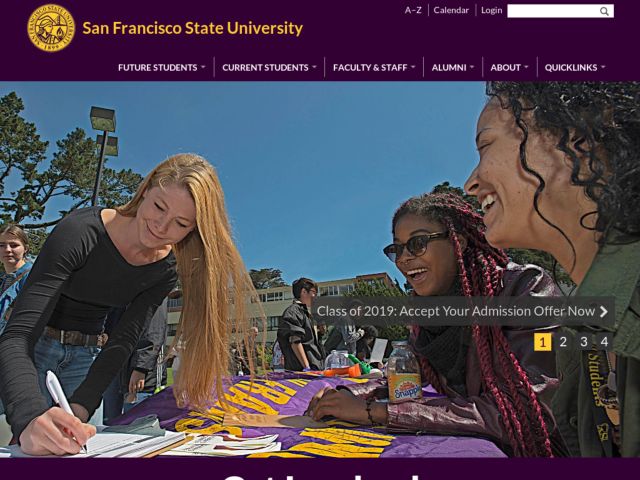 A–Z
Calendar
Login
San Francisco State University
FUTURE STUDENTS
CURRENT STUDENTS
FACULTY & STAFF
ALUMNI
ABOUT
QUICKLINKS
Class of 2019: Accept Your Admission Offer Now
1 2 3 4
Snapple
Students